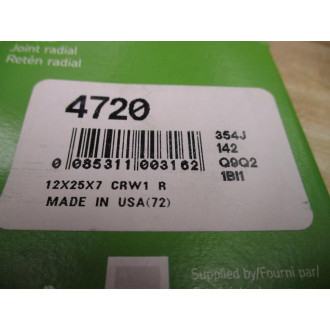 Joint radial
Retén radial
4720
354J
142
Q9Q2
1BI1
0 085311 003162
12X25X7 CRW1 R
MADE IN USA(72)
Supplied by/Fourni par/